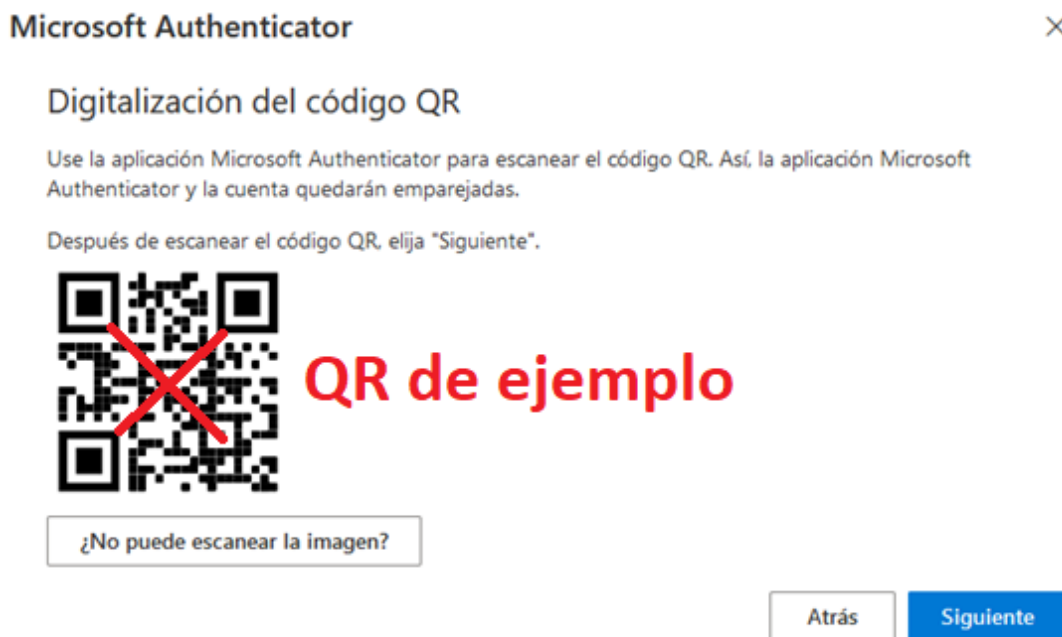 Microsoft Authenticator
Digitalización del código QR
Use la aplicación Microsoft Authenticator para escanear el código QR. Así, la aplicación Microsoft
Authenticator y la cuenta quedarán emparejadas.
Después de escanear el código QR, elija "Siguiente".
QR de ejemplo
¿No puede escanear la imagen?
Atrás
Siguiente